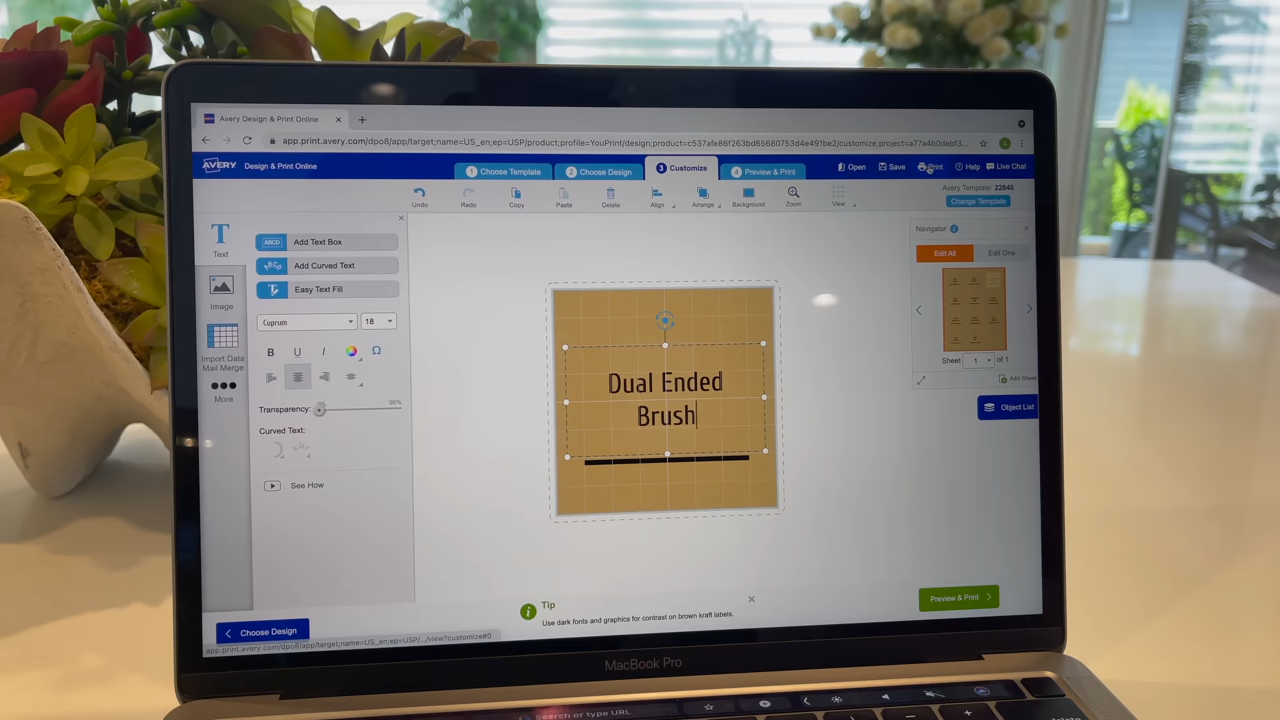 Avery Design & Print Online
app.print.avery.com/dpo8/app/target;name=US_en;ep=USP/product;profile=YouPrint/design;product=c537afe86f263bd65680753d4e491be2/customize;project=a77a4b0debf3...
AVERY Design & Print Online
1 Choose Template
2 Choose Design
3 Customize
4 Preview & Print
Open
Save
Print
Help
Live Chat
Undo
Redo
Copy
Paste
Delete
Align
Arrange
Background
Zoom
View
Avery Template: 22846
Change Template
Text
Image
Import Data
Mail Merge
More
ABCD Add Text Box
Add Curved Text
Easy Text Fill
Cuprum
18
B U I Ω
Transparency:
95%
Curved Text:
abc
See How
Dual Ended
Brush
Navigator
Edit All
Edit One
Sheet 1 of 1
Add Sheet
Object List
Tip
Use dark fonts and graphics for contrast on brown kraft labels.
Choose Design
Preview & Print
app.print.avery.com/dpo8/app/target;name=US_en;ep=USP/.../view?customize#0
MacBook Pro
Search or type URL
delete